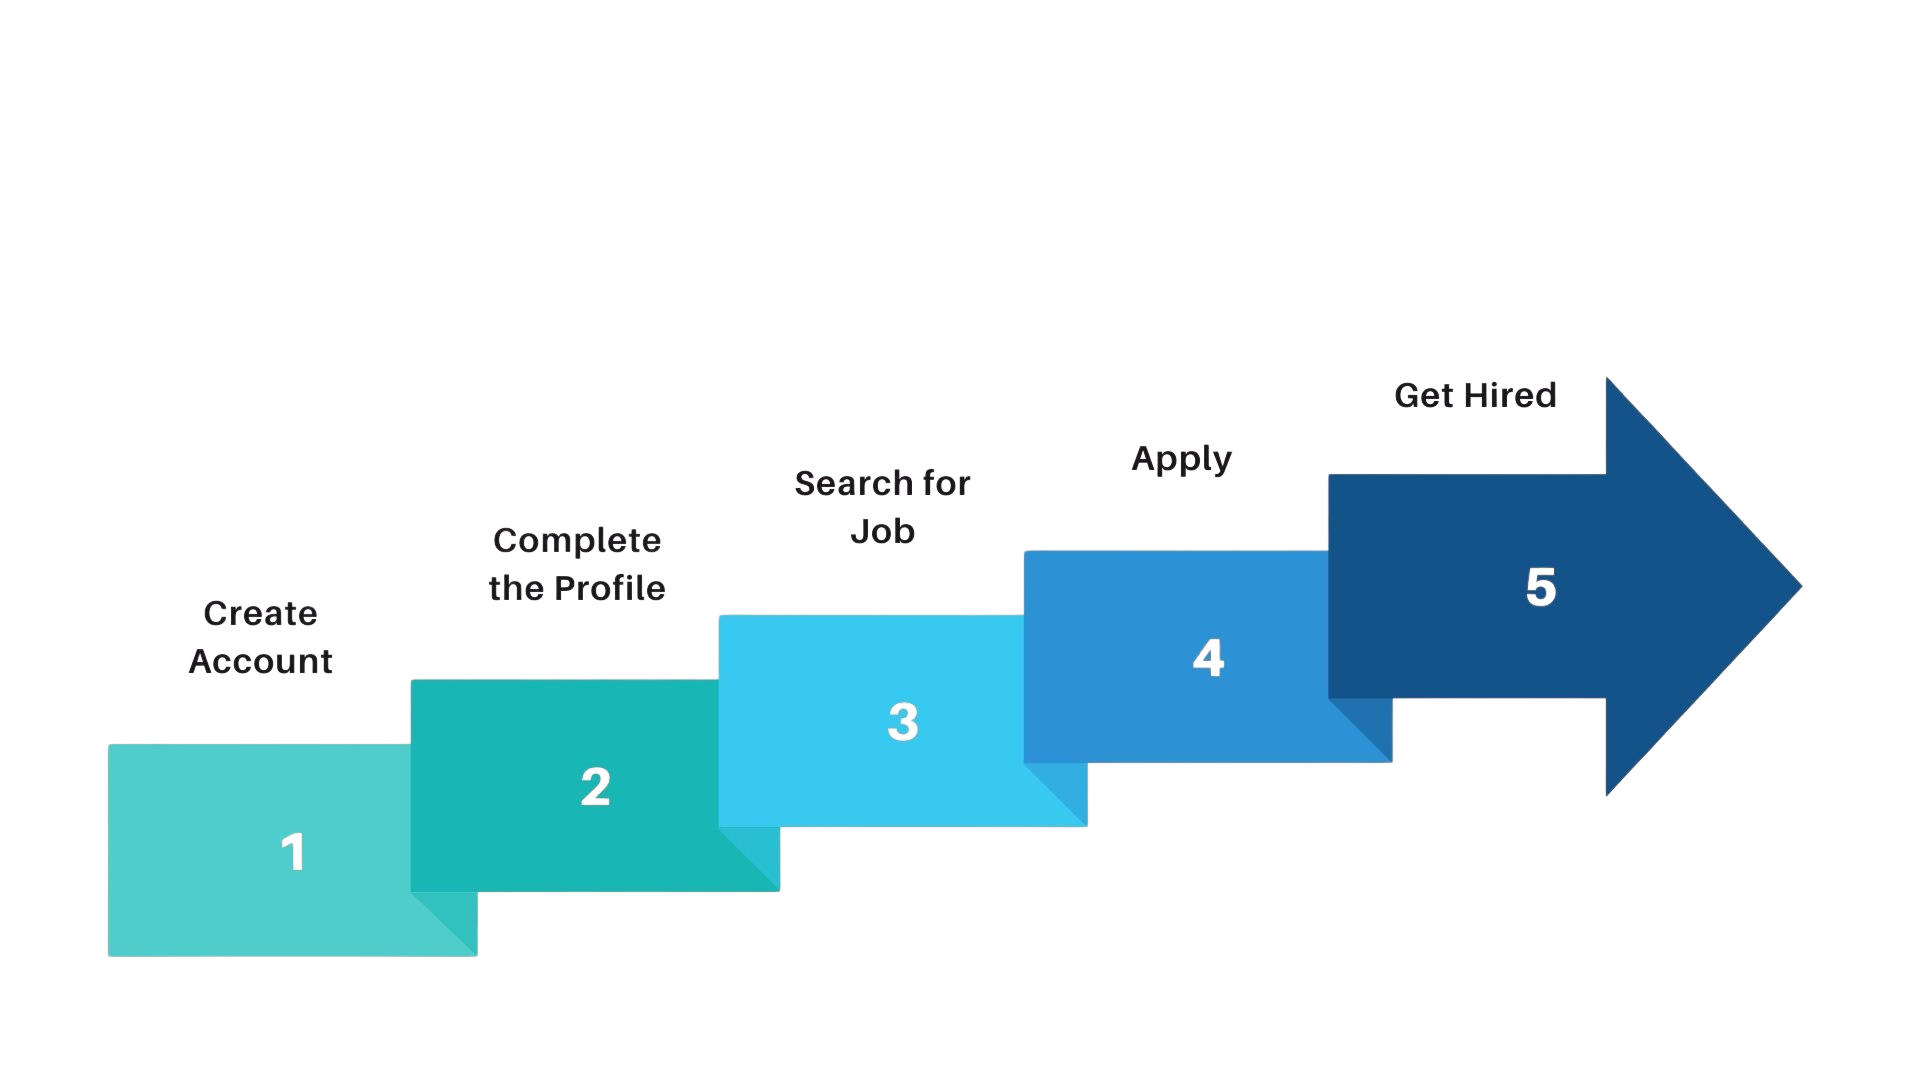 Create
Account
1
Complete
the Profile
2
Search for
Job
3
Apply
4
Get Hired
5